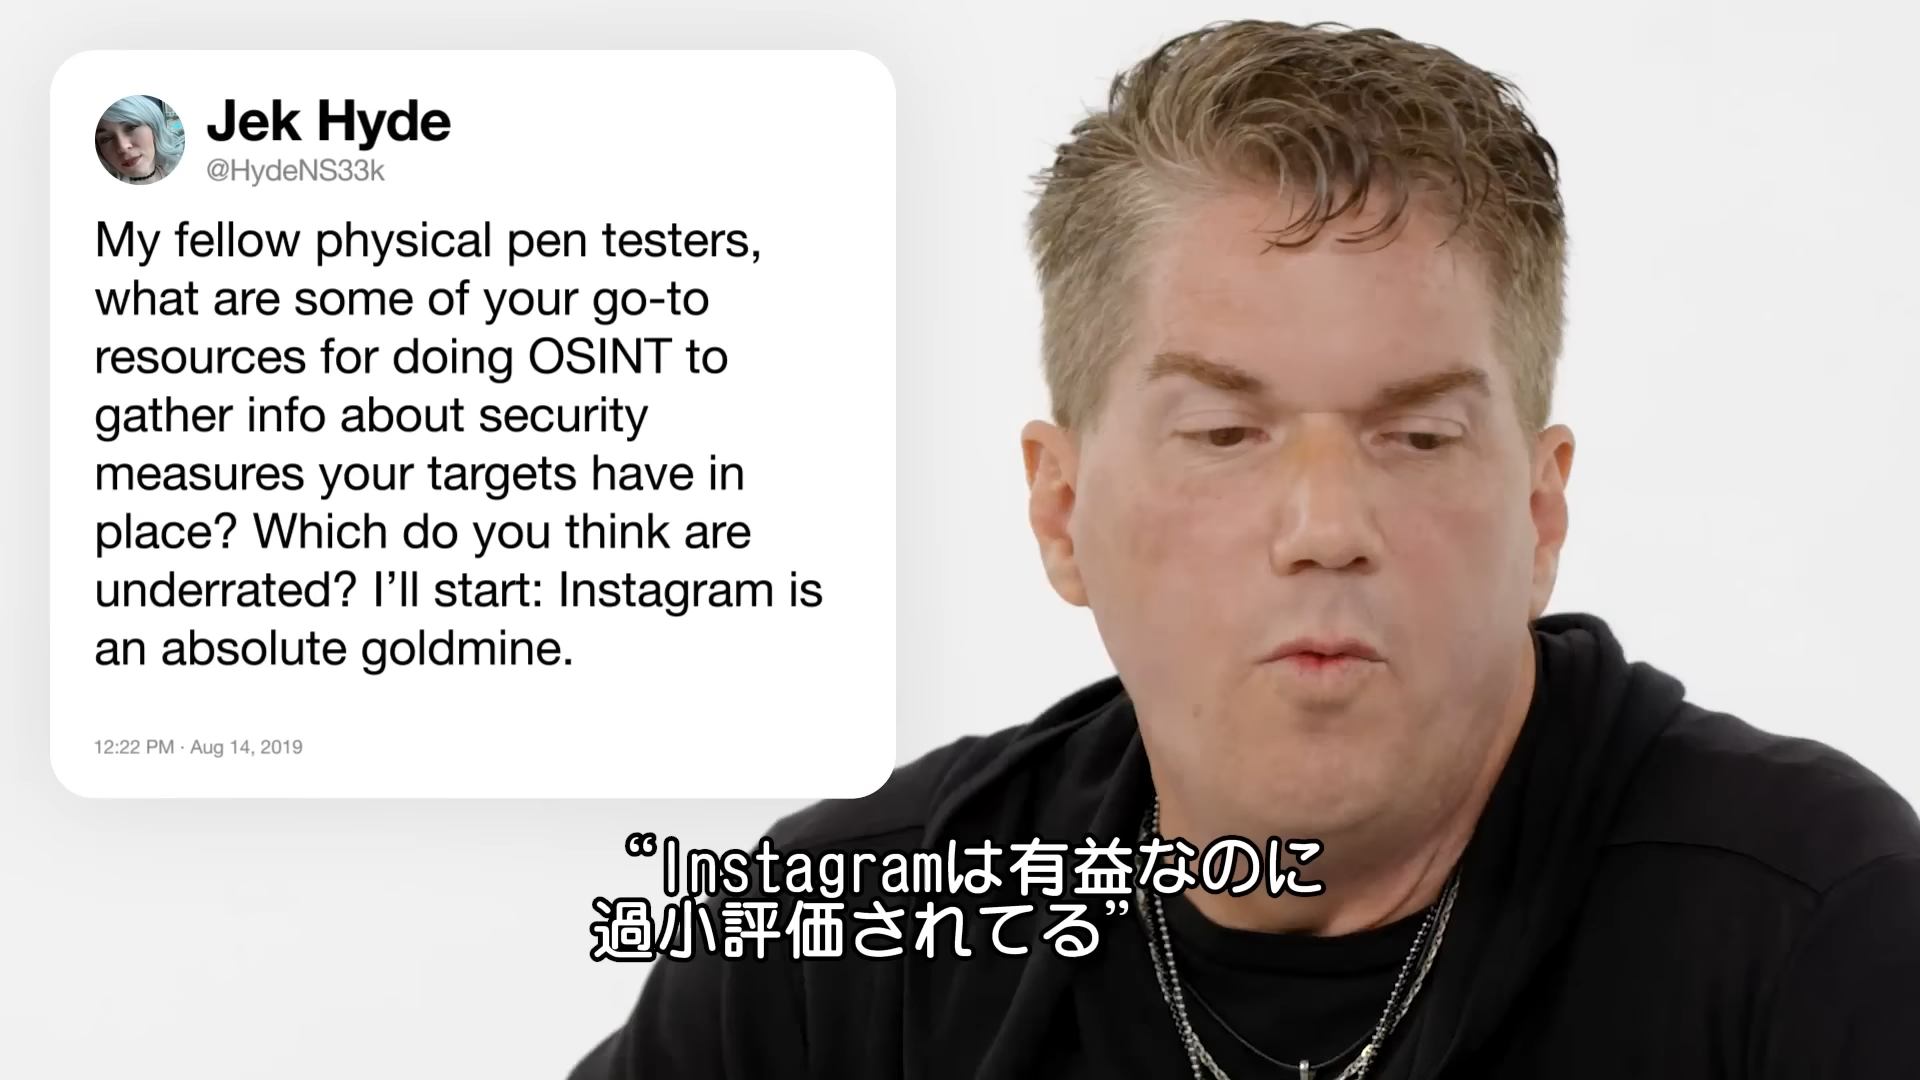 Jek Hyde
@HydeNS33k
My fellow physical pen testers,
what are some of your go-to
resources for doing OSINT to
gather info about security
measures your targets have in
place? Which do you think are
underrated? I’ll start: Instagram is
an absolute goldmine.
12:22 PM · Aug 14, 2019
“Instagramは有益なのに
過小評価されてる”